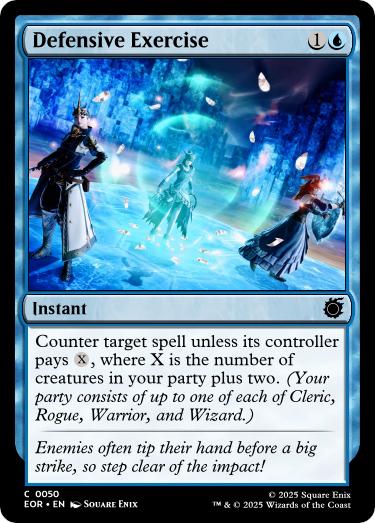 Defensive Exercise 1
Instant
Counter target spell unless its controller
pays X, where X is the number of
creatures in your party plus two. (Your
party consists of up to one of each of Cleric,
Rogue, Warrior, and Wizard.)
Enemies often tip their hand before a big
strike, so step clear of the impact!
C 0050
EOR • EN Square Enix
© 2025 Square Enix
™ & © 2025 Wizards of the Coast